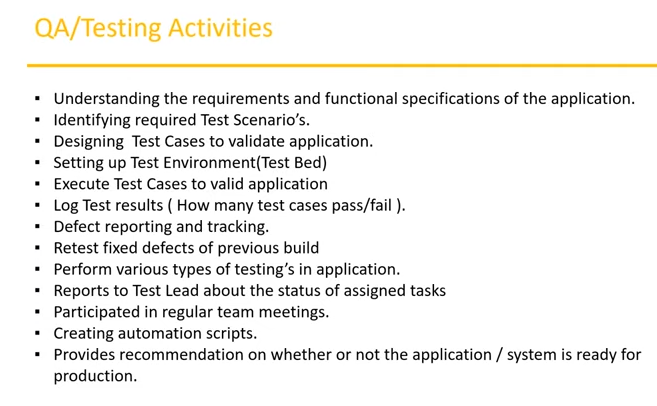 QA/Testing Activities
▪ Understanding the requirements and functional specifications of the application.
▪ Identifying required Test Scenario's.
▪ Designing  Test Cases to validate application.
▪ Setting up Test Environment(Test Bed)
▪ Execute Test Cases to valid application
▪ Log Test results ( How many test cases pass/fail ).
▪ Defect reporting and tracking.
▪ Retest fixed defects of previous build
▪ Perform various types of testing's in application.
▪ Reports to Test Lead about the status of assigned tasks
▪ Participated in regular team meetings.
▪ Creating automation scripts.
▪ Provides recommendation on whether or not the application / system is ready for
production.